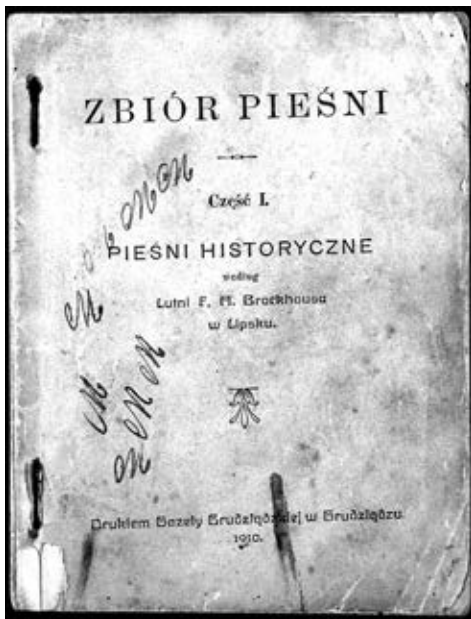 ZBIÓR PIEŚNI
Część I.
PIEŚNI HISTORYCZNE
według
Lutni F. A. Brockhausa
w Lipsku.
Drukiem Gazety Grudziądzkiej w Grudziądzu
1910.